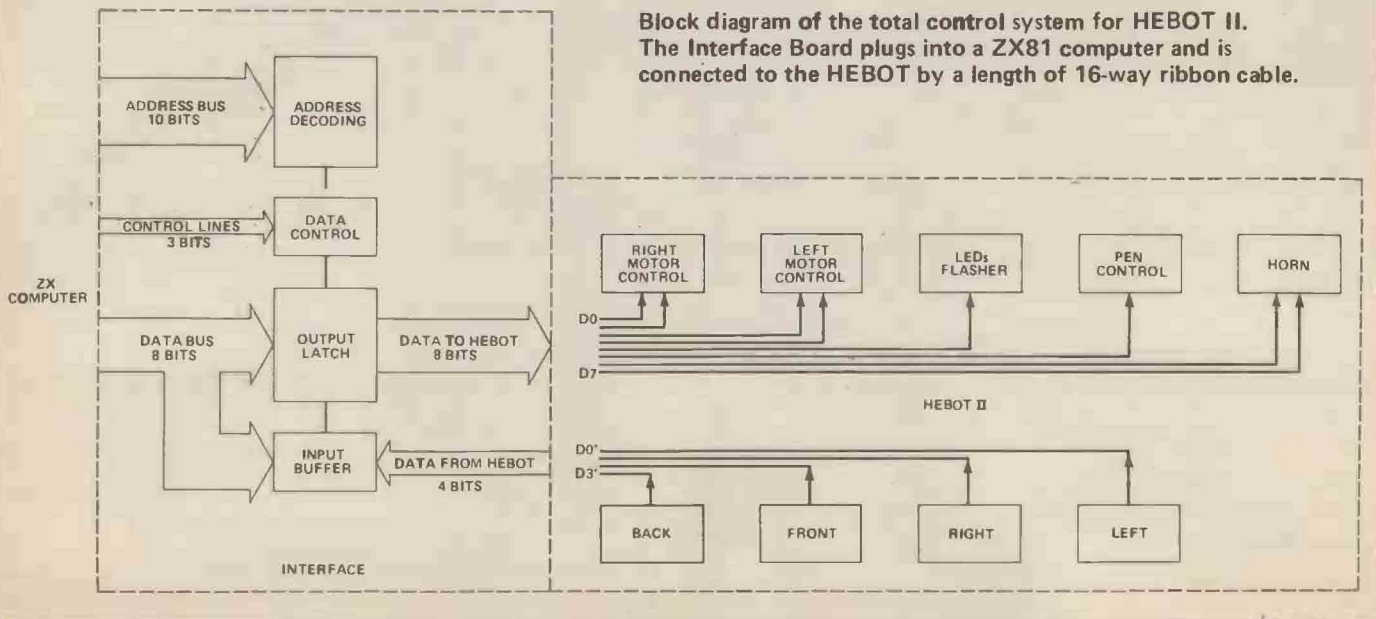 Block diagram of the total control system for HEBOT II.
The Interface Board plugs into a ZX81 computer and is
connected to the HEBOT by a length of 16-way ribbon cable.
ADDRESS BUS
10 BITS
ADDRESS
DECODING
CONTROL LINES
3 BITS
DATA
CONTROL
ZX
COMPUTER
DATA BUS
8 BITS
OUTPUT
LATCH
DATA TO HEBOT
8 BITS
INPUT
BUFFER
DATA FROM HEBOT
4 BITS
INTERFACE
RIGHT
MOTOR
CONTROL
LEFT
MOTOR
CONTROL
LEDs
FLASHER
PEN
CONTROL
HORN
D0
D7
HEBOT II
D0'
D3'
BACK
FRONT
RIGHT
LEFT